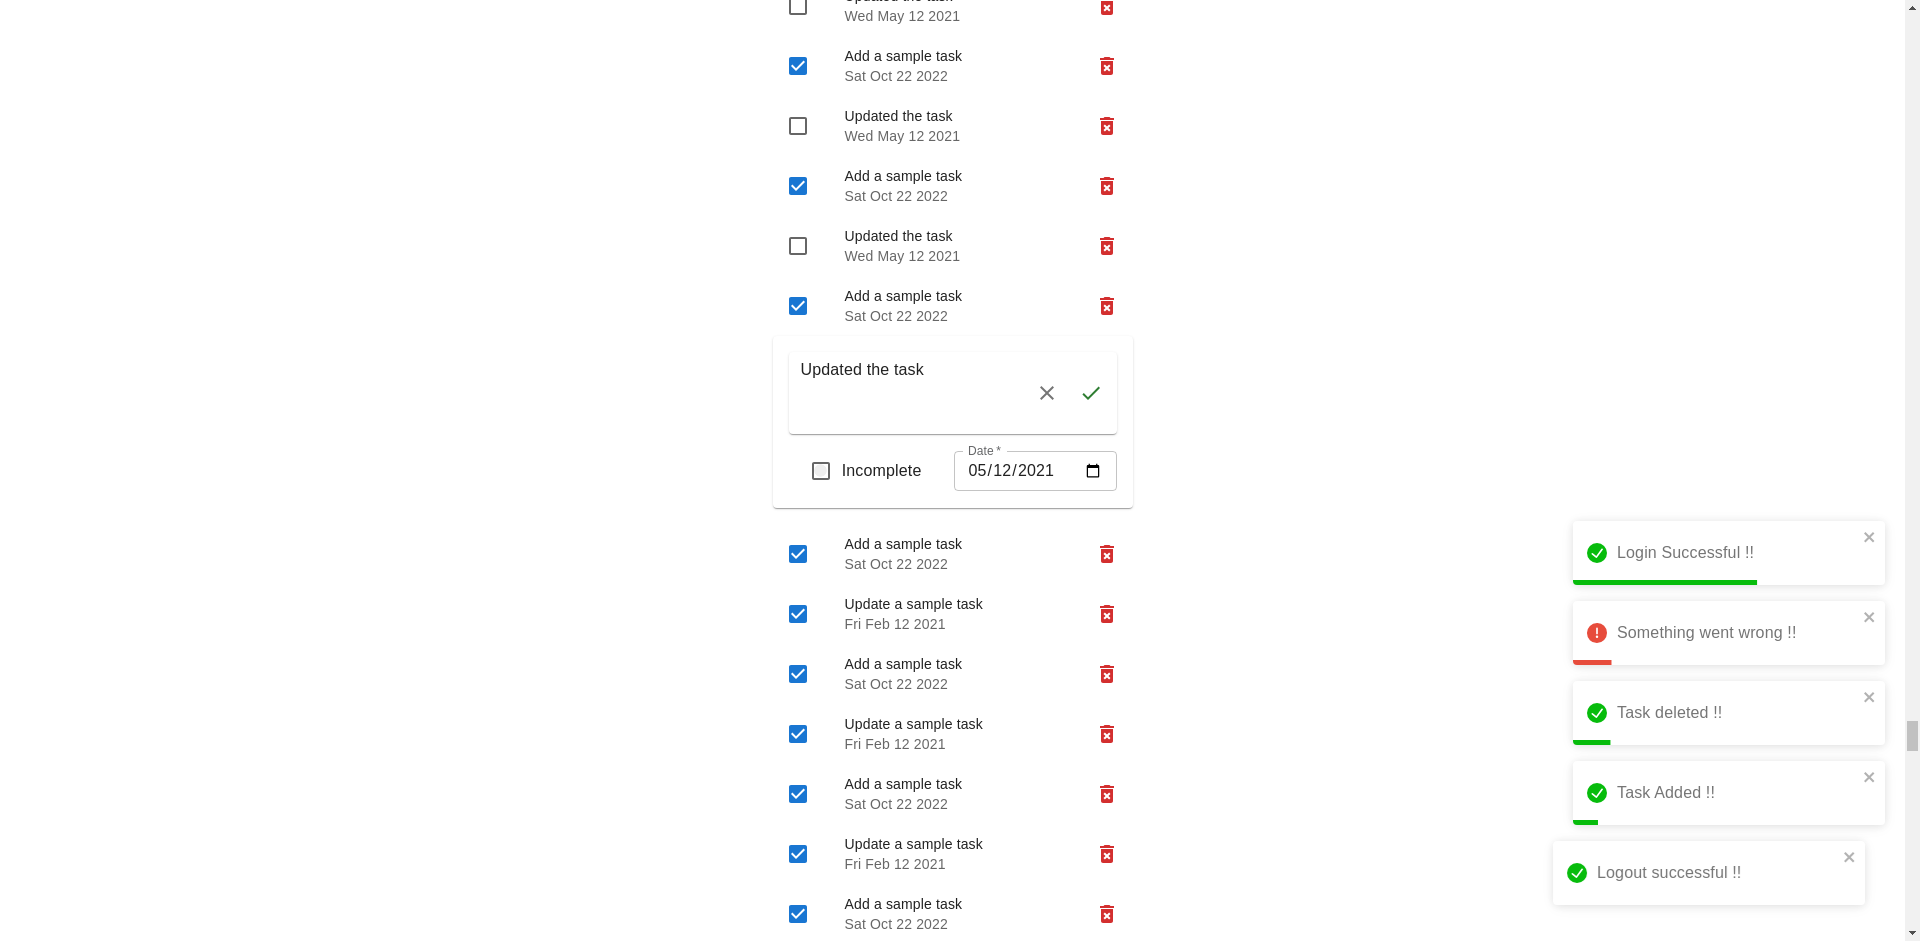 Updated the task
Wed May 12 2021
Add a sample task
Sat Oct 22 2022
Updated the task
Wed May 12 2021
Add a sample task
Sat Oct 22 2022
Updated the task
Wed May 12 2021
Add a sample task
Sat Oct 22 2022
Updated the task
Incomplete
Date *
05/12/2021
Add a sample task
Sat Oct 22 2022
Update a sample task
Fri Feb 12 2021
Add a sample task
Sat Oct 22 2022
Update a sample task
Fri Feb 12 2021
Add a sample task
Sat Oct 22 2022
Update a sample task
Fri Feb 12 2021
Add a sample task
Sat Oct 22 2022
Login Successful !!
Something went wrong !!
Task deleted !!
Task Added !!
Logout successful !!